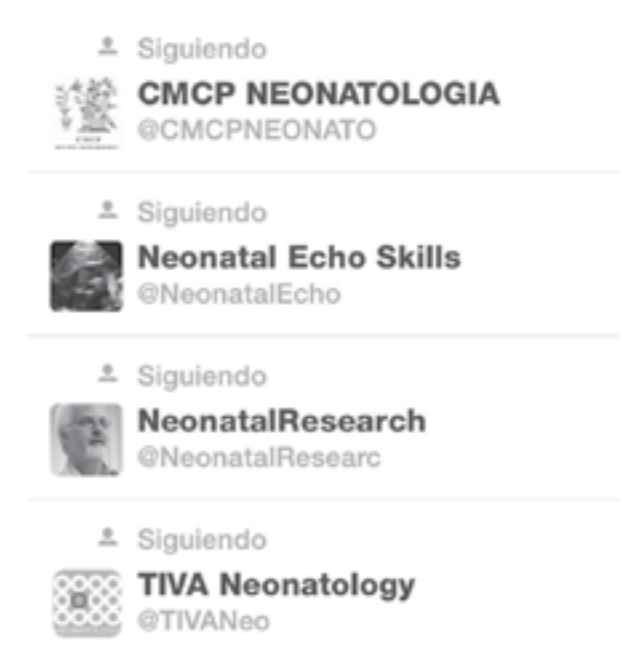 Siguiendo
CMCP NEONATOLOGIA
@CMCPNEONATO
Siguiendo
Neonatal Echo Skills
@NeonatalEcho
Siguiendo
NeonatalResearch
@NeonatalResearc
Siguiendo
TIVA Neonatology
@TIVANeo